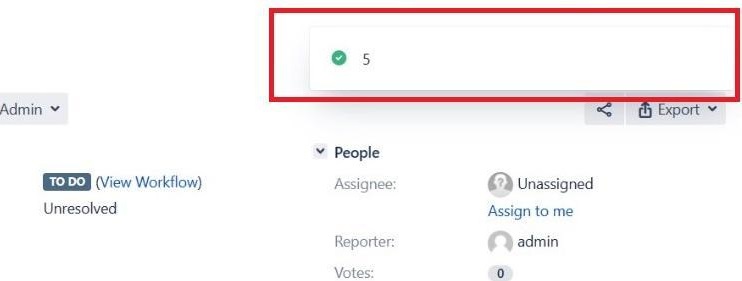 5
Admin
Export
People
TO DO (View Workflow)
Assignee:
Unassigned
Unresolved
Assign to me
Reporter:
admin
Votes:
0